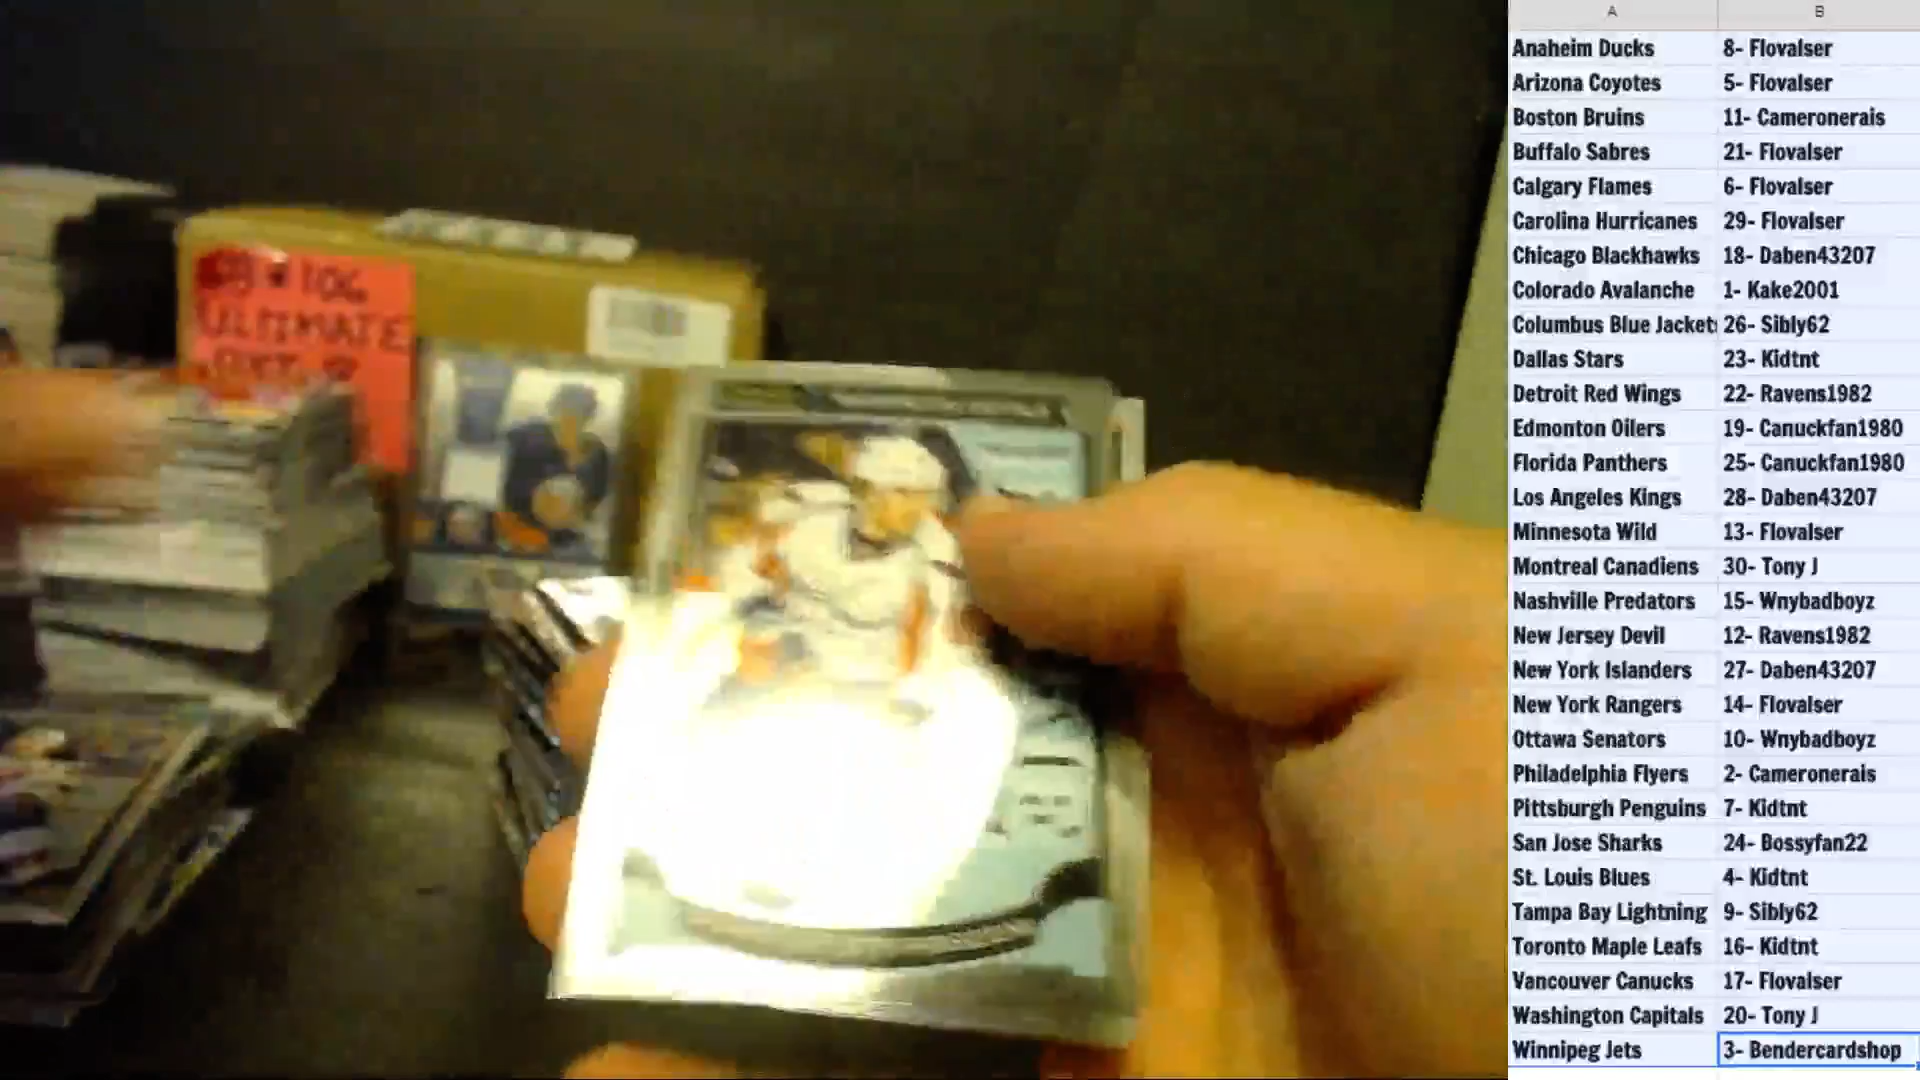 106
ULTIMATE
A B
Anaheim Ducks 8- Flovalser
Arizona Coyotes 5- Flovalser
Boston Bruins 11- Cameronerais
Buffalo Sabres 21- Flovalser
Calgary Flames 6- Flovalser
Carolina Hurricanes 29- Flovalser
Chicago Blackhawks 18- Daben43207
Colorado Avalanche 1- Kake2001
Columbus Blue Jackets 26- Sibly62
Dallas Stars 23- Kidtnt
Detroit Red Wings 22- Ravens1982
Edmonton Oilers 19- Canuckfan1980
Florida Panthers 25- Canuckfan1980
Los Angeles Kings 28- Daben43207
Minnesota Wild 13- Flovalser
Montreal Canadiens 30- Tony J
Nashville Predators 15- Wnybadboyz
New Jersey Devil 12- Ravens1982
New York Islanders 27- Daben43207
New York Rangers 14- Flovalser
Ottawa Senators 10- Wnybadboyz
Philadelphia Flyers 2- Cameronerais
Pittsburgh Penguins 7- Kidtnt
San Jose Sharks 24- Bossyfan22
St. Louis Blues 4- Kidtnt
Tampa Bay Lightning 9- Sibly62
Toronto Maple Leafs 16- Kidtnt
Vancouver Canucks 17- Flovalser
Washington Capitals 20- Tony J
Winnipeg Jets 3- Bendercardshop